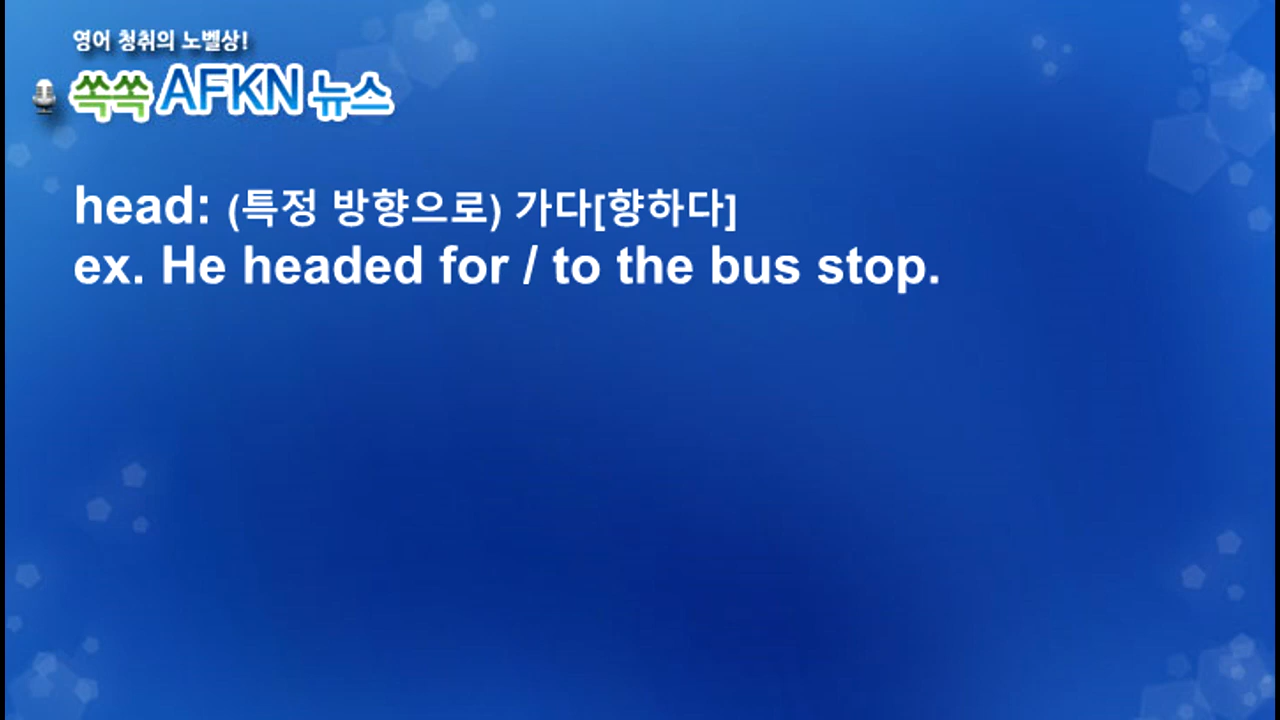 영어 청취의 노벨상!
쏙쏙 AFKN 뉴스
head: (특정 방향으로) 가다[향하다]
ex. He headed for / to the bus stop.